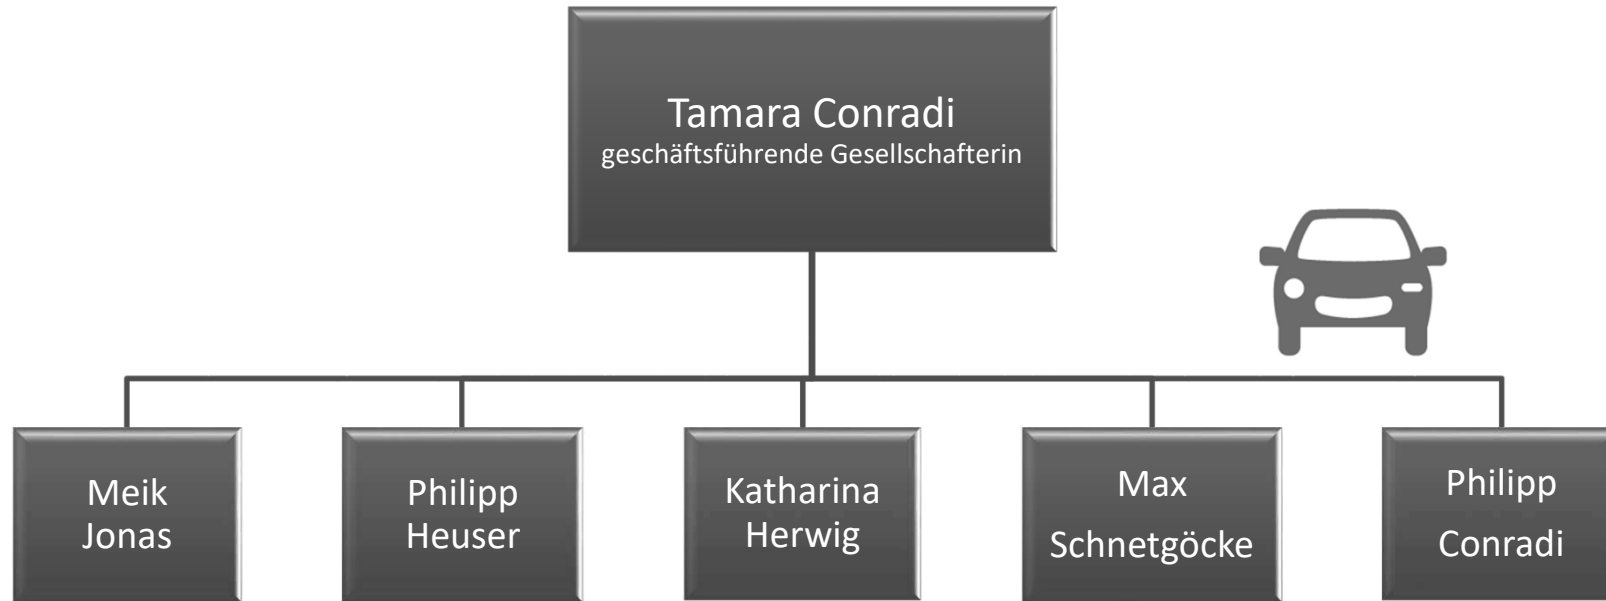 Tamara Conradi
geschäftsführende Gesellschafterin
Meik
Jonas
Philipp
Heuser
Katharina
Herwig
Max
Schnetgöcke
Philipp
Conradi